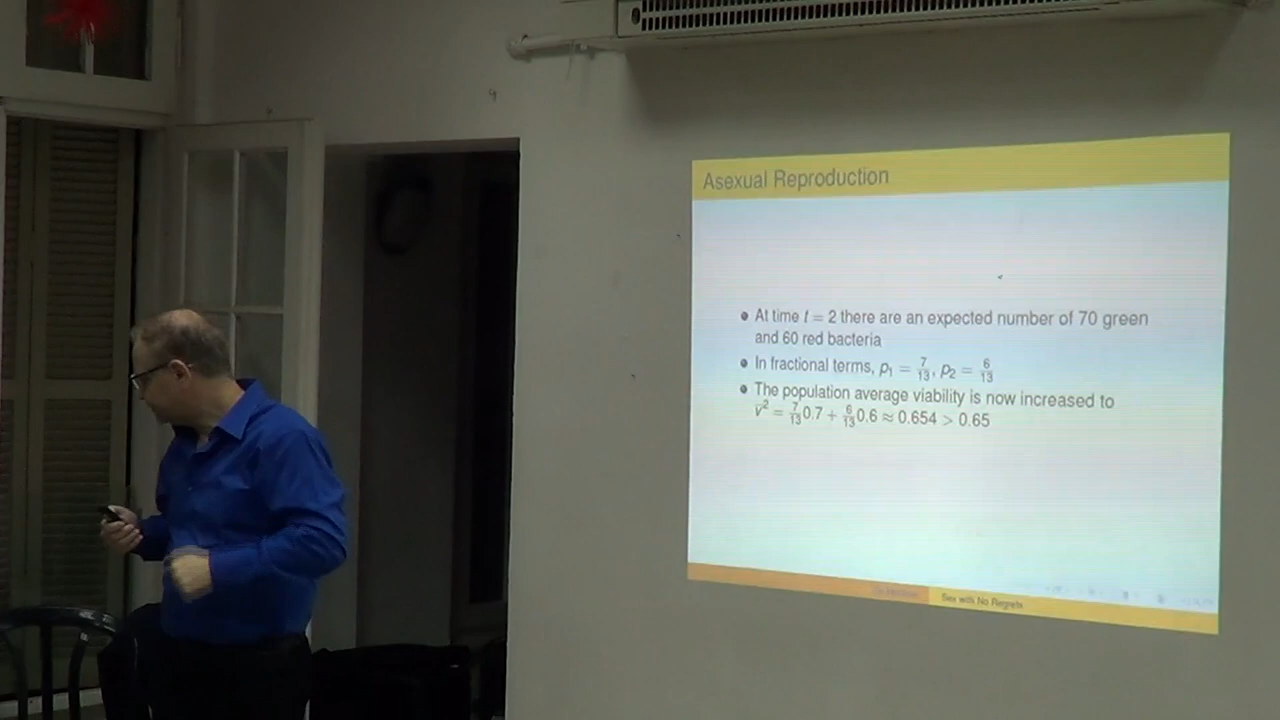 Asexual Reproduction
At time t = 2 there are an expected number of 70 green
and 60 red bacteria
In fractional terms, p₁ = 7/13, p₂ = 6/13
The population average viability is now increased to
v̅² = 7/13 0.7 + 6/13 0.6 ≈ 0.654 > 0.65
Sex with No Regrets